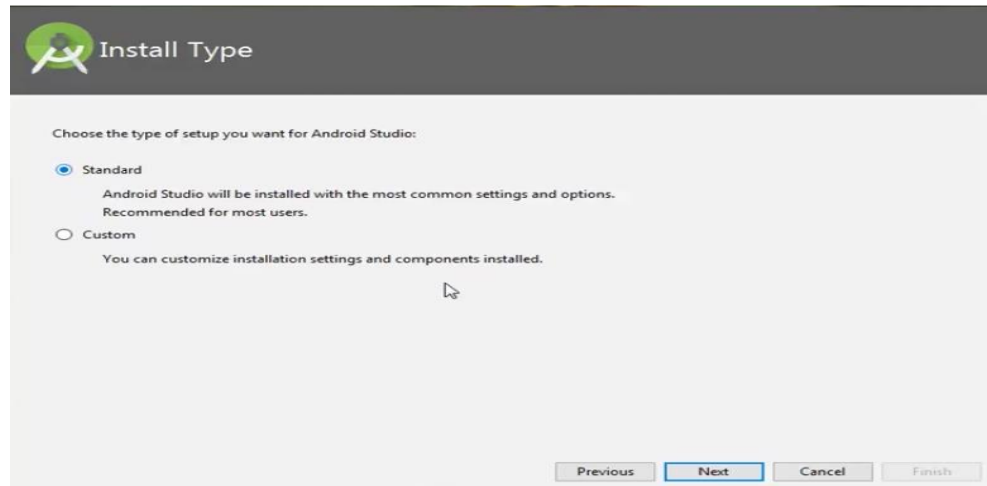 Install Type
Choose the type of setup you want for Android Studio:
Standard
Android Studio will be installed with the most common settings and options.
Recommended for most users.
Custom
You can customize installation settings and components installed.
Previous Next Cancel Finish